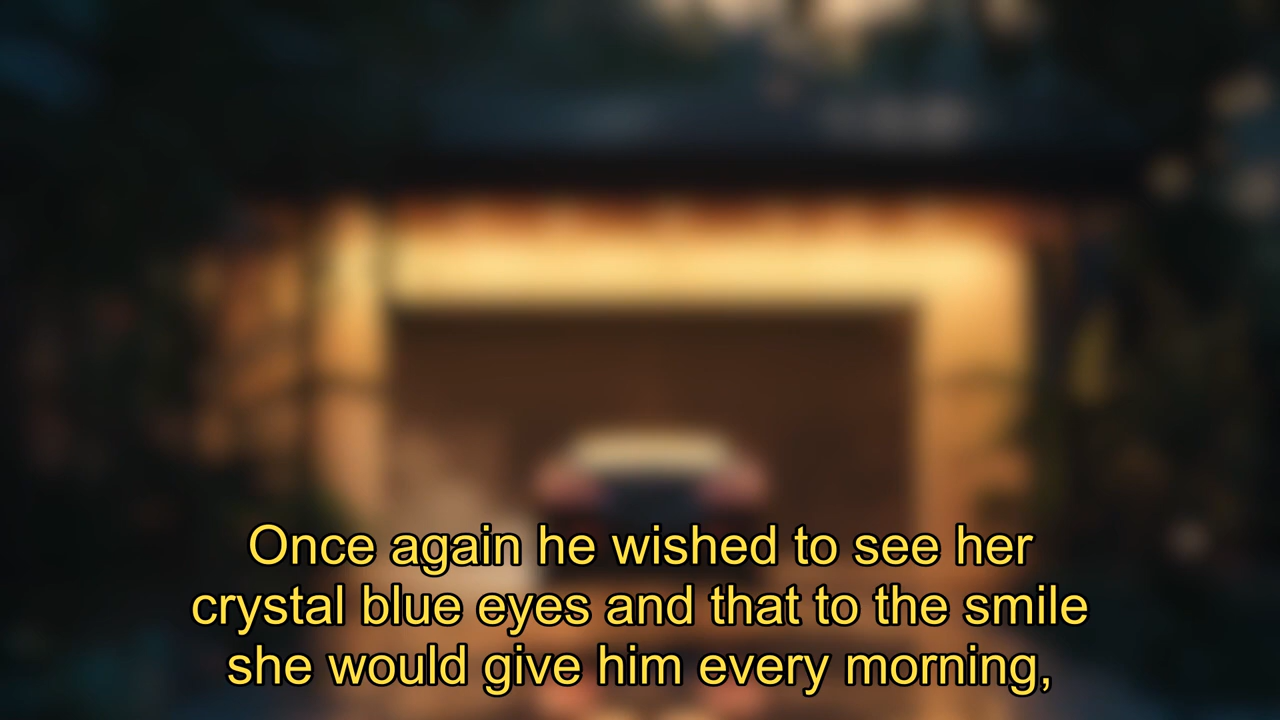 Once again he wished to see her
crystal blue eyes and that to the smile
she would give him every morning,